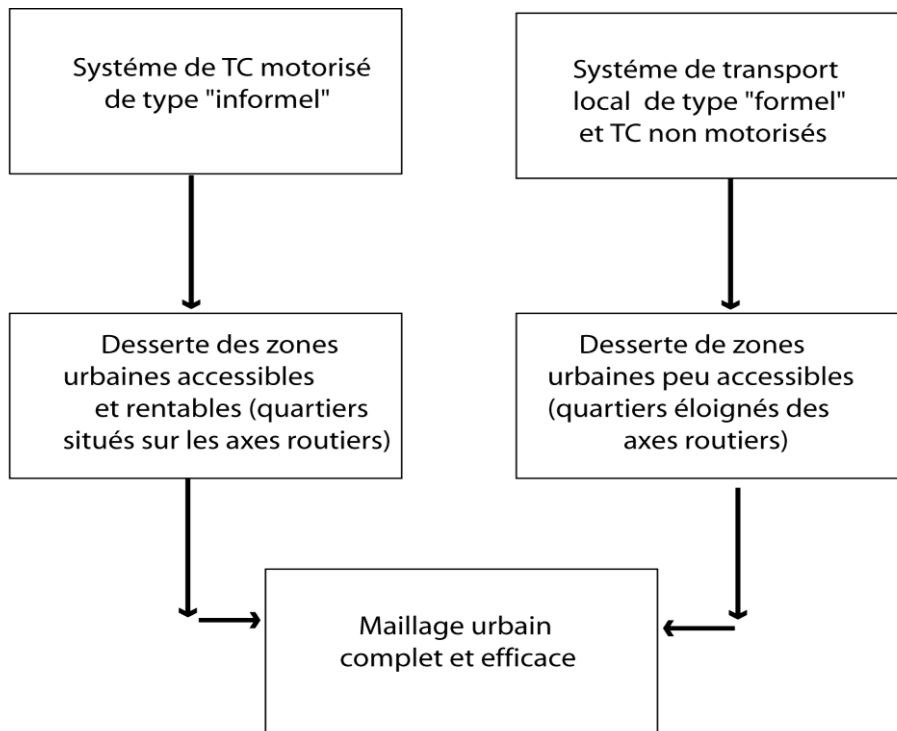 Systéme de TC motorisé
de type "informel"
Systéme de transport
local de type "formel"
et TC non motorisés
Desserte des zones
urbaines accessibles
et rentables (quartiers
situés sur les axes routiers)
Desserte de zones
urbaines peu accessibles
(quartiers éloignés des
axes routiers)
Maillage urbain
complet et efficace